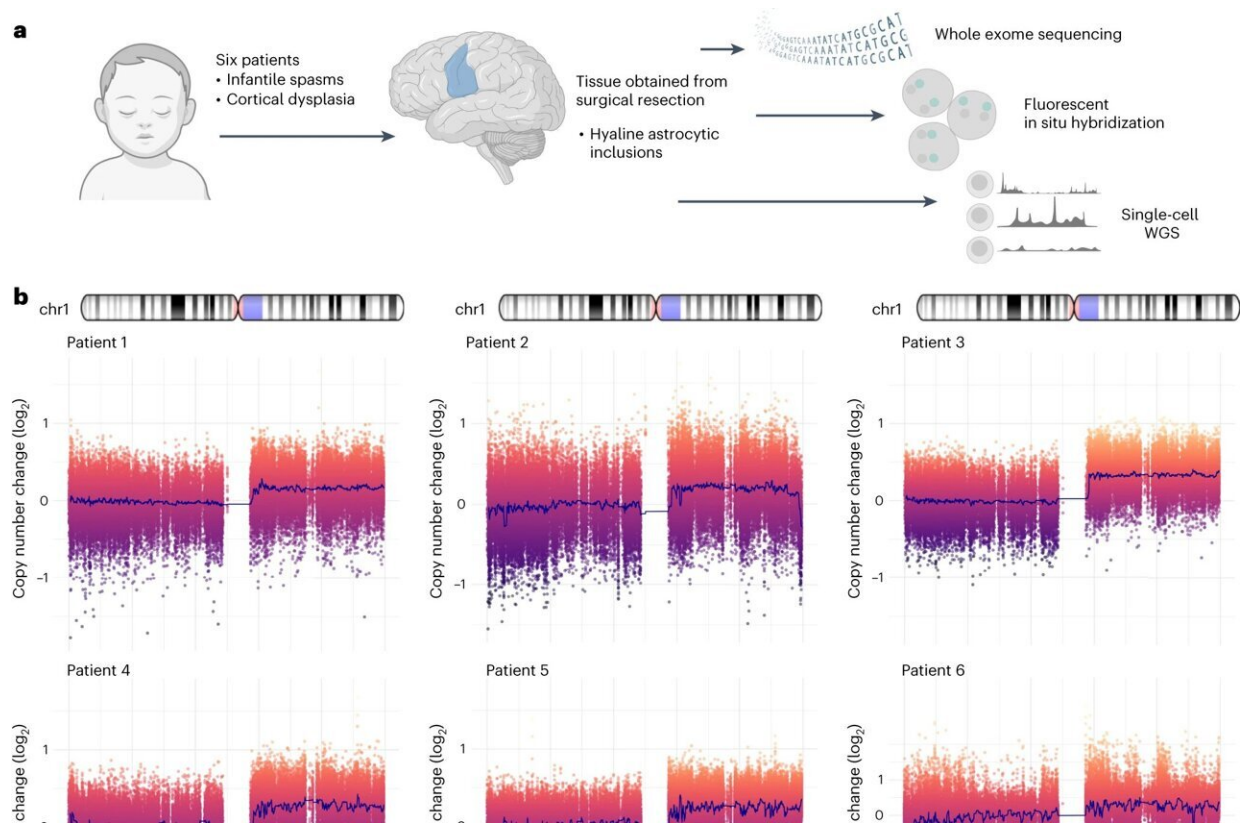 a
Six patients
• Infantile spasms
• Cortical dysplasia
Tissue obtained from
surgical resection
• Hyaline astrocytic
inclusions
Whole exome sequencing
Fluorescent
in situ hybridization
Single-cell
WGS
b
chr1
chr1
chr1
Patient 1
Patient 2
Patient 3
Copy number change (log2)
1
0
–1
Copy number change (log2)
1
0
–1
Copy number change (log2)
1
0
–1
Patient 4
Patient 5
Patient 6
change (log2)
1
change (log2)
1
change (log2)
1
0